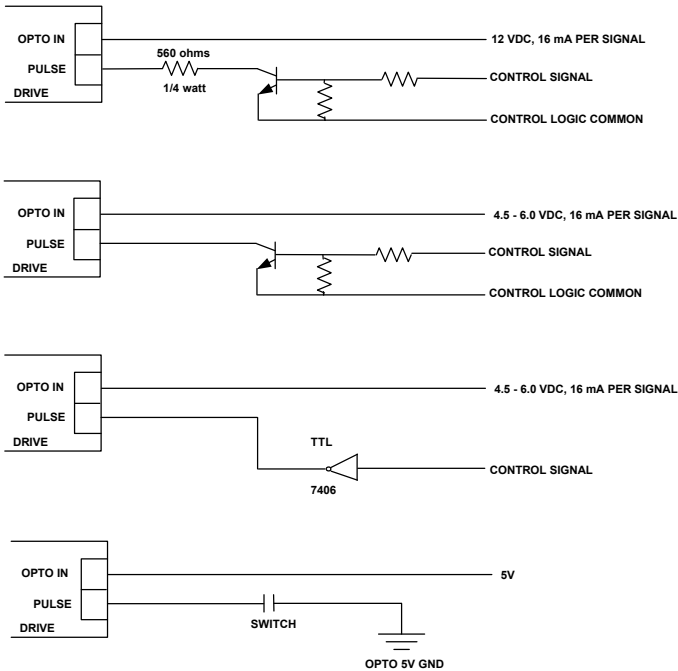 OPTO IN
12 VDC, 16 mA PER SIGNAL
560 ohms
PULSE
1/4 watt
CONTROL SIGNAL
DRIVE
CONTROL LOGIC COMMON
OPTO IN
4.5 - 6.0 VDC, 16 mA PER SIGNAL
PULSE
CONTROL SIGNAL
DRIVE
CONTROL LOGIC COMMON
OPTO IN
4.5 - 6.0 VDC, 16 mA PER SIGNAL
PULSE
DRIVE
TTL
CONTROL SIGNAL
7406
OPTO IN
5V
PULSE
SWITCH
DRIVE
OPTO 5V GND